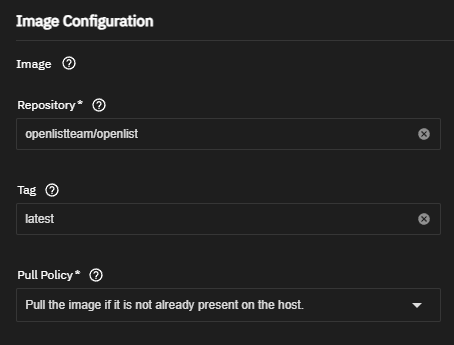 Image Configuration
Image
Repository*
openlistteam/openlist
Tag
latest
Pull Policy*
Pull the image if it is not already present on the host.